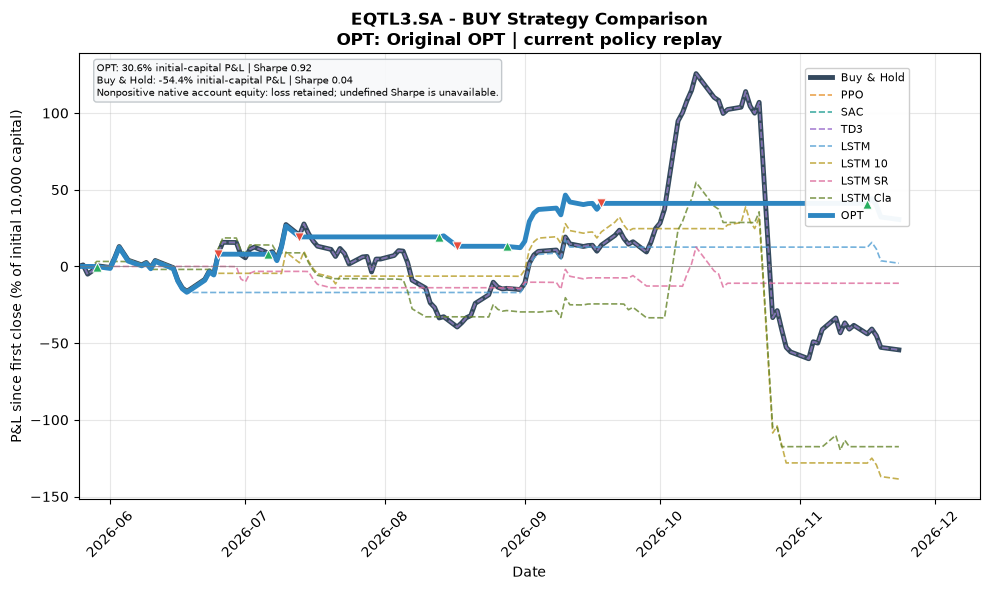 EQTL3.SA - BUY Strategy Comparison
OPT: Original OPT | current policy replay
OPT: 30.6% initial-capital P&L | Sharpe 0.92
Buy & Hold: -54.4% initial-capital P&L | Sharpe 0.04
Nonpositive native account equity: loss retained; undefined Sharpe is unavailable.
Buy & Hold
PPO
SAC
TD3
LSTM
LSTM 10
LSTM SR
LSTM Cla
OPT
P&L since first close (% of initial 10,000 capital)
100
50
0
−50
−100
−150
2026-06
2026-07
2026-08
2026-09
2026-10
2026-11
2026-12
Date